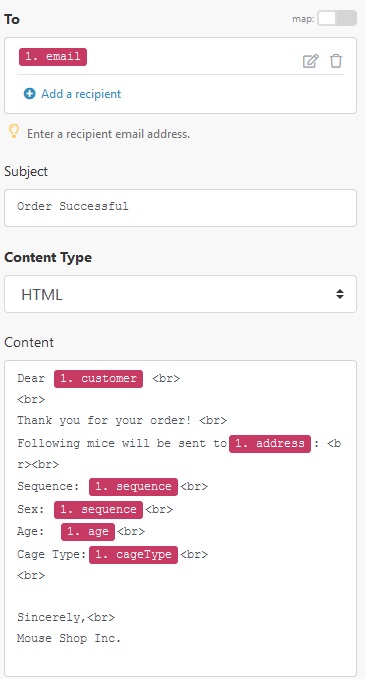 To map:
1. email
Add a recipient
Enter a recipient email address.
Subject
Order Successful
Content Type
HTML
Content
Dear 1. customer <br>
<br>
Thank you for your order! <br>
Following mice will be sent to 1. address : <b
r><br>
Sequence: 1. sequence <br>
Sex: 1. sequence <br>
Age: 1. age <br>
Cage Type: 1. cageType <br>
<br>
Sincerely,<br>
Mouse Shop Inc.